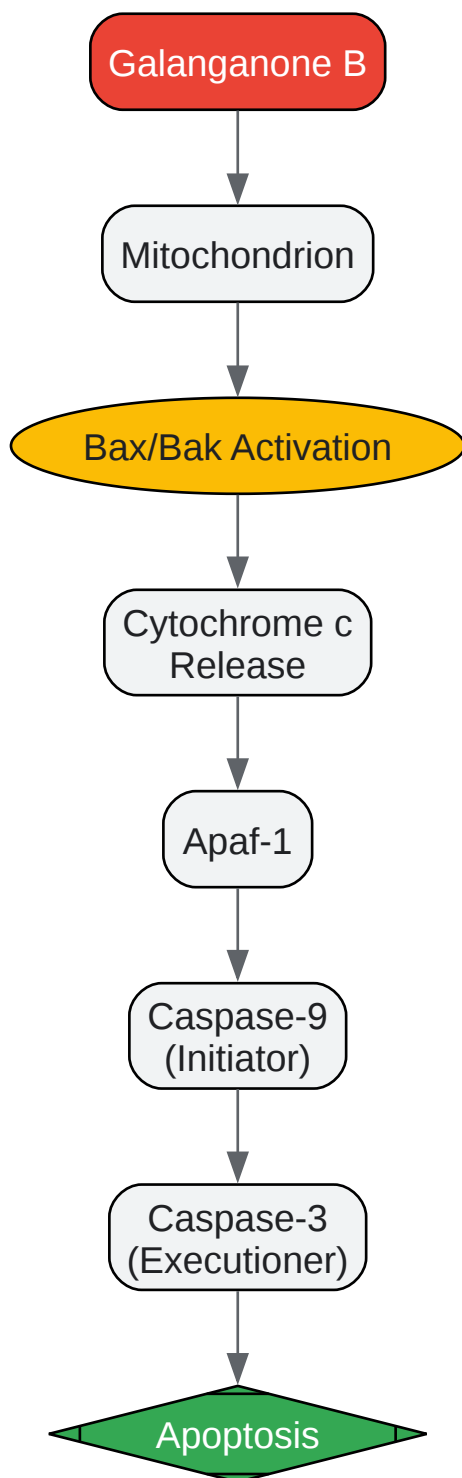 Galanganone B
Mitochondrion
Bax/Bak Activation
Cytochrome c
Release
Apaf-1
Caspase-9
(Initiator)
Caspase-3
(Executioner)
Apoptosis